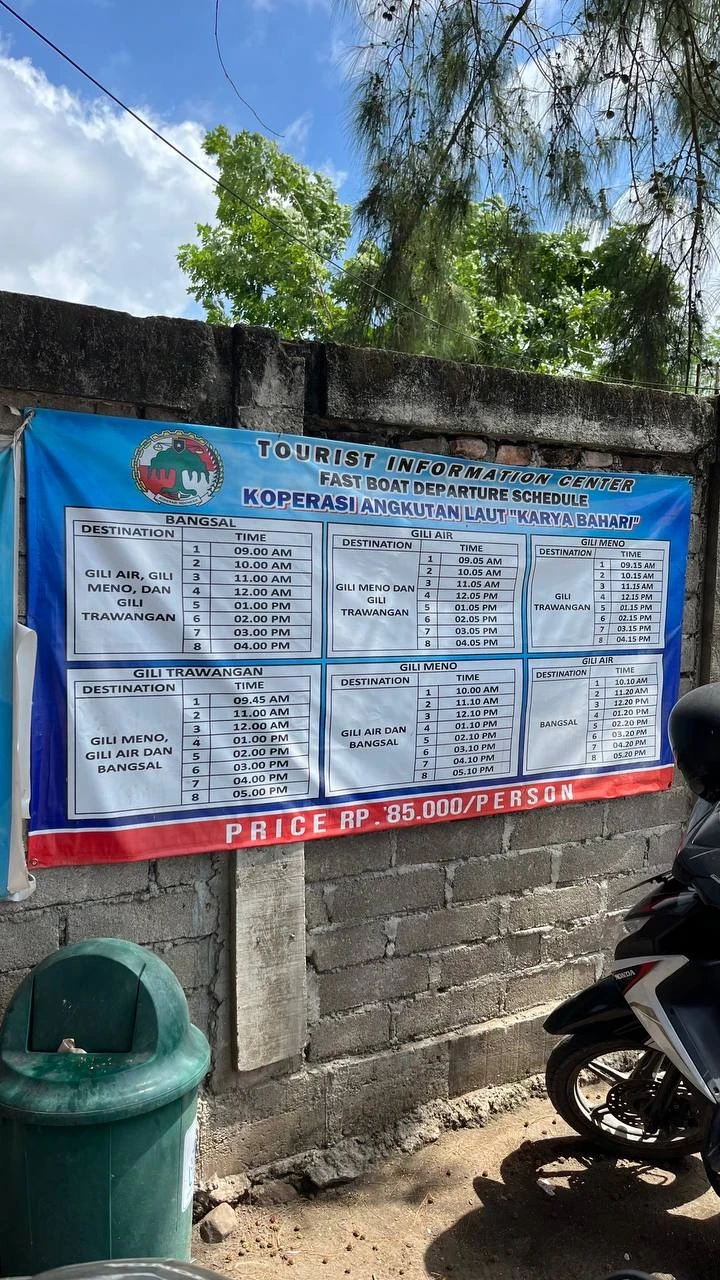 TOURIST INFORMATION CENTER
FAST BOAT DEPARTURE SCHEDULE
KOPERASI ANGKUTAN LAUT "KARYA BAHARI"
BANGSAL
DESTINATION TIME
GILI AIR, GILI
MENO, DAN
GILI
TRAWANGAN
1 09.00 AM
2 10.00 AM
3 11.00 AM
4 12.00 AM
5 01.00 PM
6 02.00 PM
7 03.00 PM
8 04.00 PM
GILI AIR
DESTINATION TIME
GILI MENO DAN
GILI
TRAWANGAN
1 09.05 AM
2 10.05 AM
3 11.05 AM
4 12.05 PM
5 01.05 PM
6 02.05 PM
7 03.05 PM
8 04.05 PM
GILI MENO
DESTINATION TIME
GILI
TRAWANGAN
1 09.15 AM
2 10.15 AM
3 11.15 AM
4 12.15 PM
5 01.15 PM
6 02.15 PM
7 03.15 PM
8 04.15 PM
GILI TRAWANGAN
DESTINATION TIME
GILI MENO,
GILI AIR DAN
BANGSAL
1 09.45 AM
2 11.00 AM
3 12.00 AM
4 01.00 PM
5 02.00 PM
6 03.00 PM
7 04.00 PM
8 05.00 PM
GILI MENO
DESTINATION TIME
GILI AIR DAN
BANGSAL
1 10.00 AM
2 11.10 AM
3 12.10 PM
4 01.10 PM
5 02.10 PM
6 03.10 PM
7 04.10 PM
8 05.10 PM
GILI AIR
DESTINATION TIME
BANGSAL
1 10.10 AM
2 11.20 AM
3 12.20 PM
4 01.20 PM
5 02.20 PM
6 03.20 PM
7 04.20 PM
8 05.20 PM
PRICE RP. 85.000/PERSON
HONDA